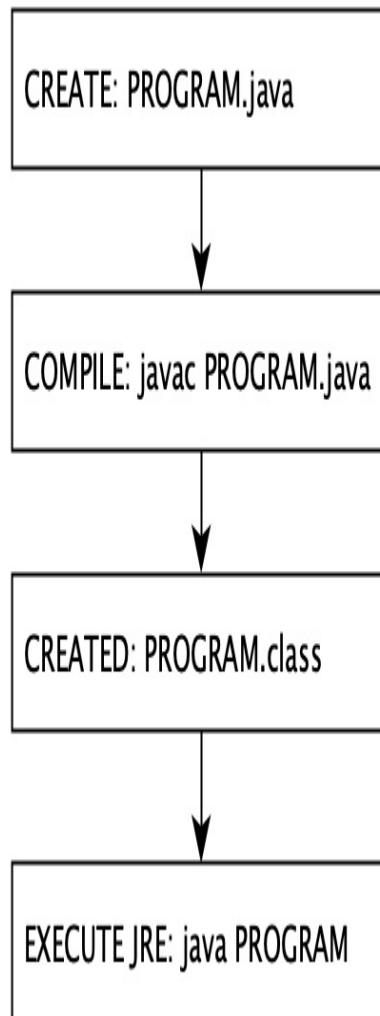 CREATE: PROGRAM.java
COMPILE: javac PROGRAM.java
CREATED: PROGRAM.class
EXECUTE JRE: java PROGRAM